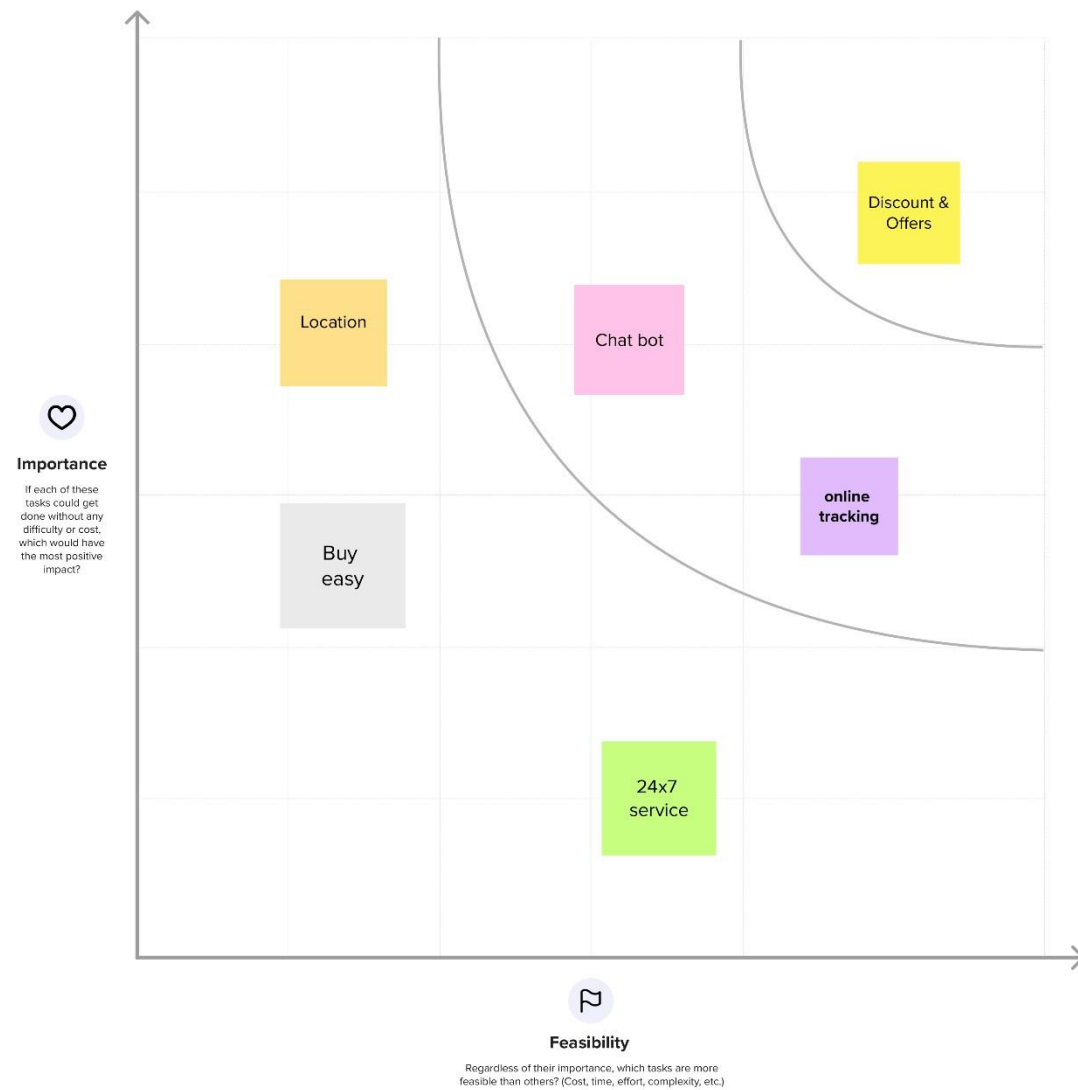 Discount &
Offers
Location
Chat bot
Importance
If each of these
tasks could get
done without any
difficulty or cost,
which would have
the most positive
impact?
online
tracking
Buy
easy
24x7
service
Feasibility
Regardless of their importance, which tasks are more
feasible than others? (Cost, time, effort, complexity, etc.)